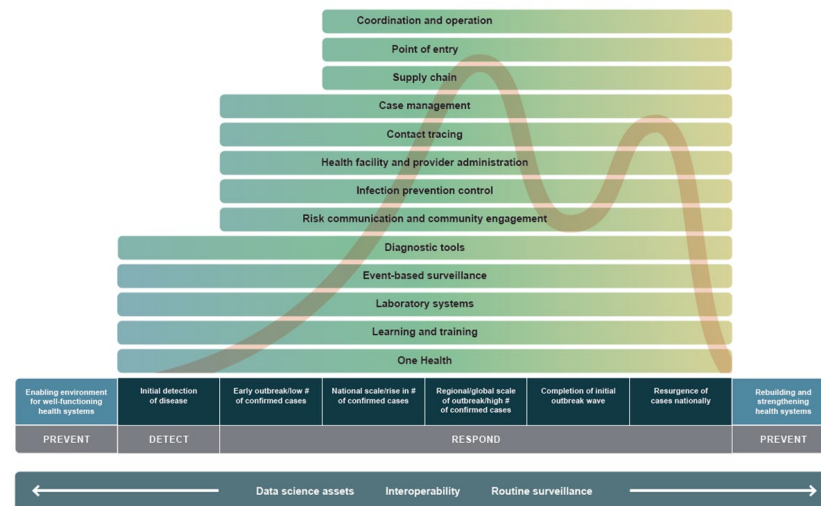 Coordination and operation
Point of entry
Supply chain
Case management
Contact tracing
Health facility and provider administration
Infection prevention control
Risk communication and community engagement
Diagnostic tools
Event-based surveillance
Laboratory systems
Learning and training
One Health
Enabling environment
for well-functioning
health systems
Initial detection
of disease
Early outbreak/low #
of confirmed cases
National scale/rise in #
of confirmed cases
Regional/global scale
of outbreak/high #
of confirmed cases
Completion of initial
outbreak wave
Resurgence of
cases nationally
Rebuilding and
strengthening
health systems
PREVENT
DETECT
RESPOND
PREVENT
Data science assets
Interoperability
Routine surveillance